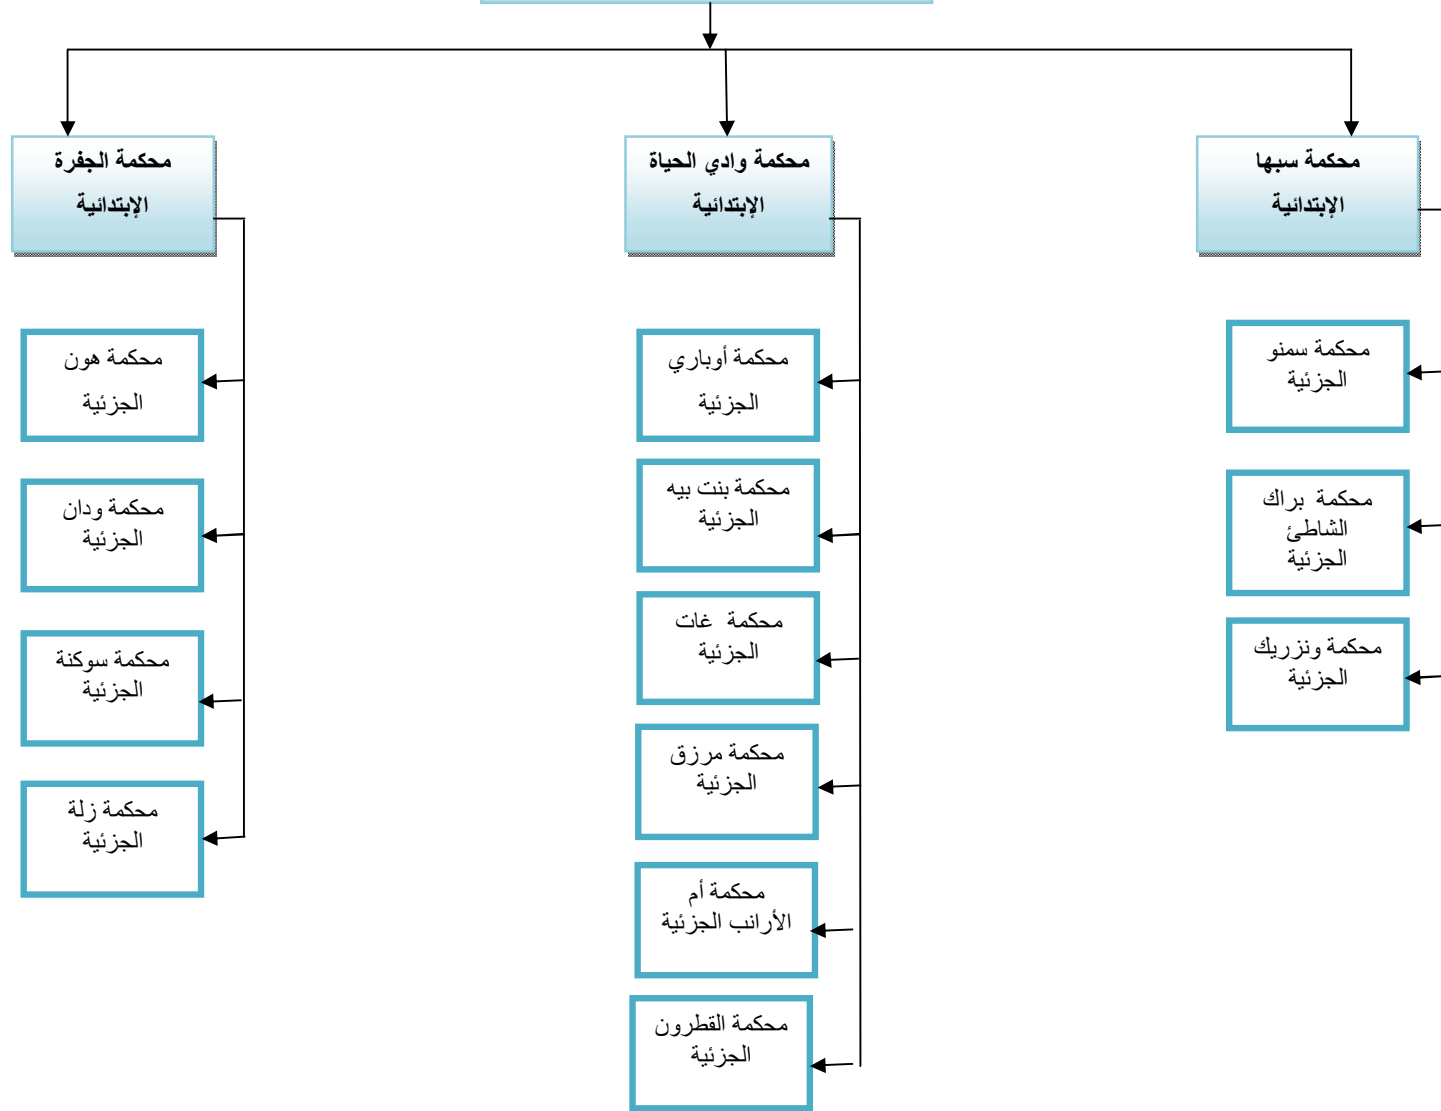 محكمة سبها
الإبتدائية
محكمة سمنو
الجزئية
محكمة براك
الشاطئ
الجزئية
محكمة ونزريك
الجزئية
محكمة وادي الحياة
الإبتدائية
محكمة أوباري
الجزئية
محكمة بنت بيه
الجزئية
محكمة غات
الجزئية
محكمة مرزق
الجزئية
محكمة أم
الأرانب الجزئية
محكمة القطرون
الجزئية
محكمة الجفرة
الإبتدائية
محكمة هون
الجزئية
محكمة ودان
الجزئية
محكمة سوكنة
الجزئية
محكمة زلة
الجزئية